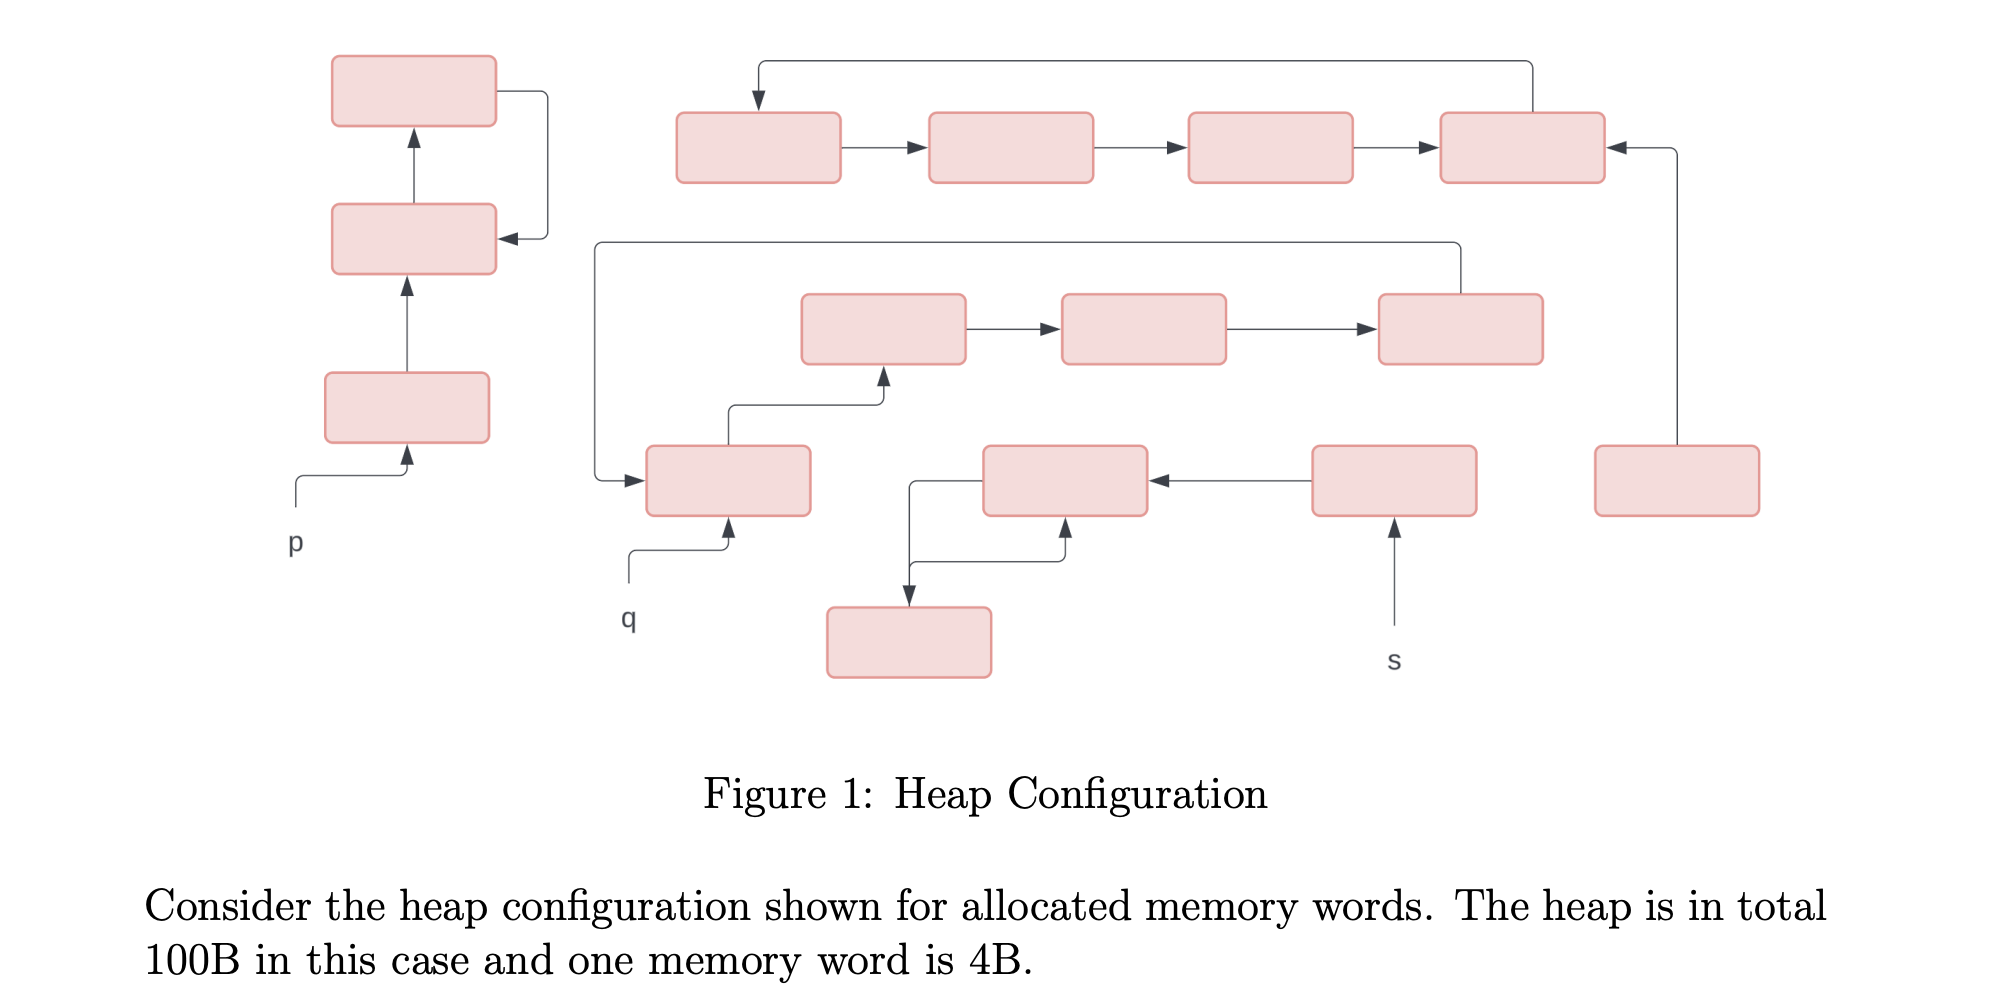 p
q
s
Figure 1: Heap Configuration
Consider the heap configuration shown for allocated memory words. The heap is in total
100B in this case and one memory word is 4B.